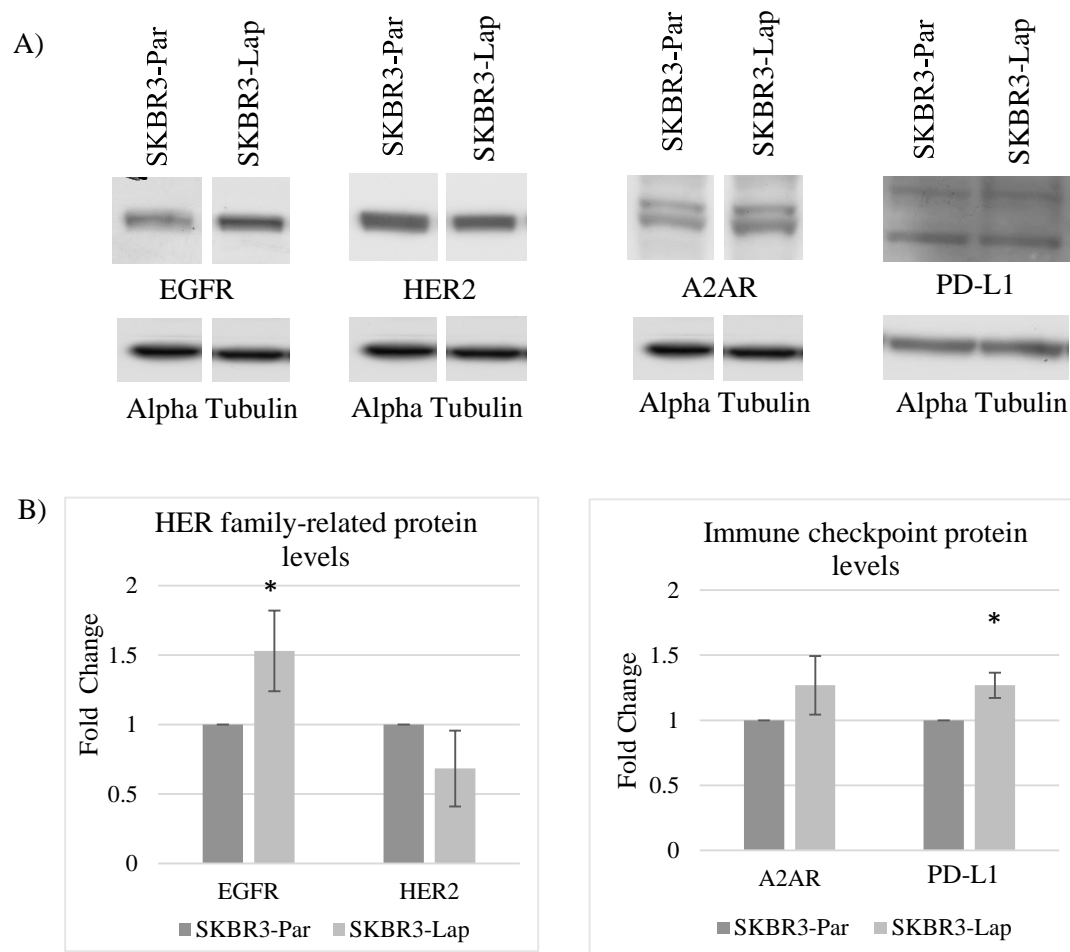 A)
SKBR3-Par
SKBR3-Lap
SKBR3-Par
SKBR3-Lap
SKBR3-Par
SKBR3-Lap
SKBR3-Par
SKBR3-Lap
EGFR
HER2
A2AR
PD-L1
Alpha Tubulin
Alpha Tubulin
Alpha Tubulin
Alpha Tubulin
B)
HER family-related protein
levels
Fold Change
2
1.5
1
0.5
0
*
EGFR
HER2
SKBR3-Par
SKBR3-Lap
Immune checkpoint protein
levels
Fold Change
2
1.5
1
0.5
0
*
A2AR
PD-L1
SKBR3-Par
SKBR3-Lap